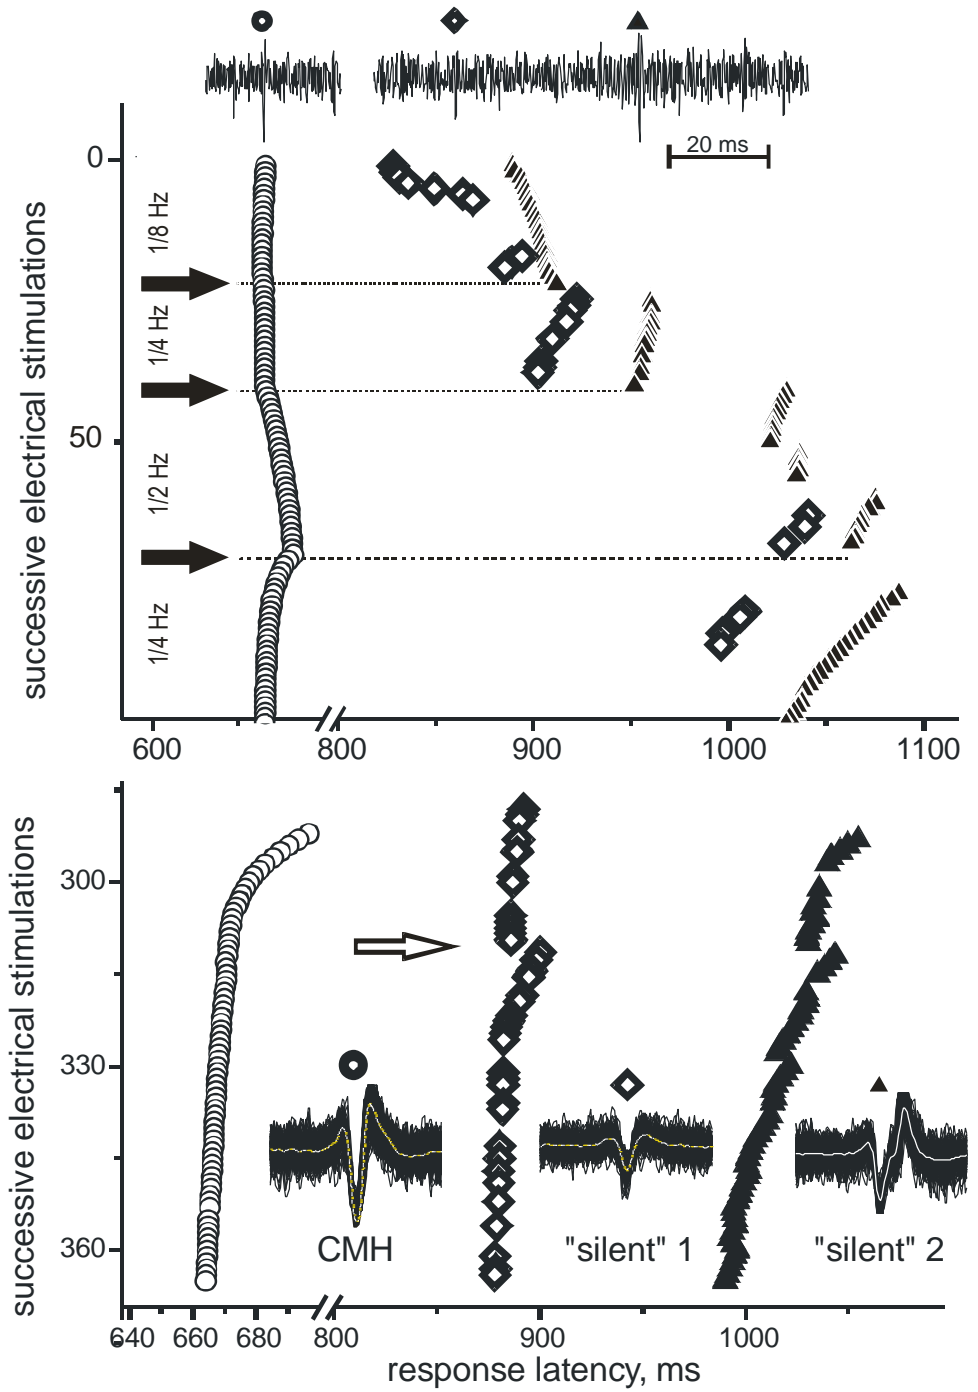 20 ms
successive electrical stimulations
0
50
1/8 Hz
1/4 Hz
1/2 Hz
1/4 Hz
600 800 900 1000 1100
successive electrical stimulations
300
330
360
CMH "silent" 1 "silent" 2
640 660 680 800 900 1000
response latency, ms